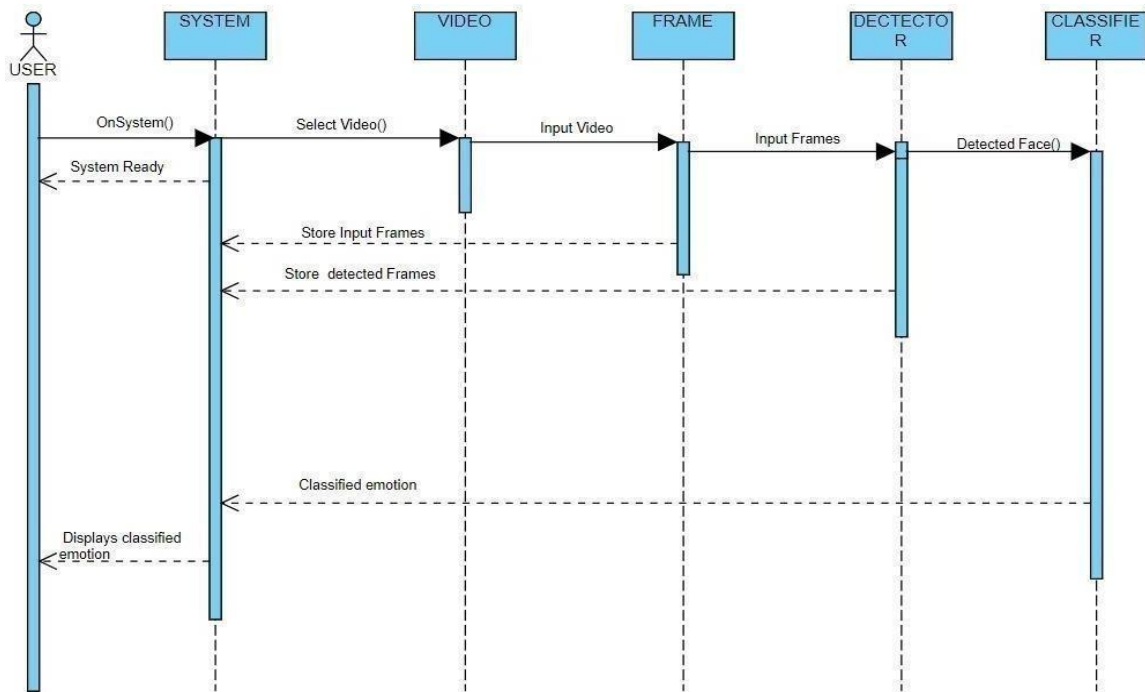 SYSTEM
VIDEO
FRAME
DECTECTO
R
CLASSIFIE
R
USER
OnSystem()
Select Video()
Input Video
Input Frames
Detected Face()
System Ready
Store Input Frames
Store detected Frames
Classified emotion
Displays classified
emotion